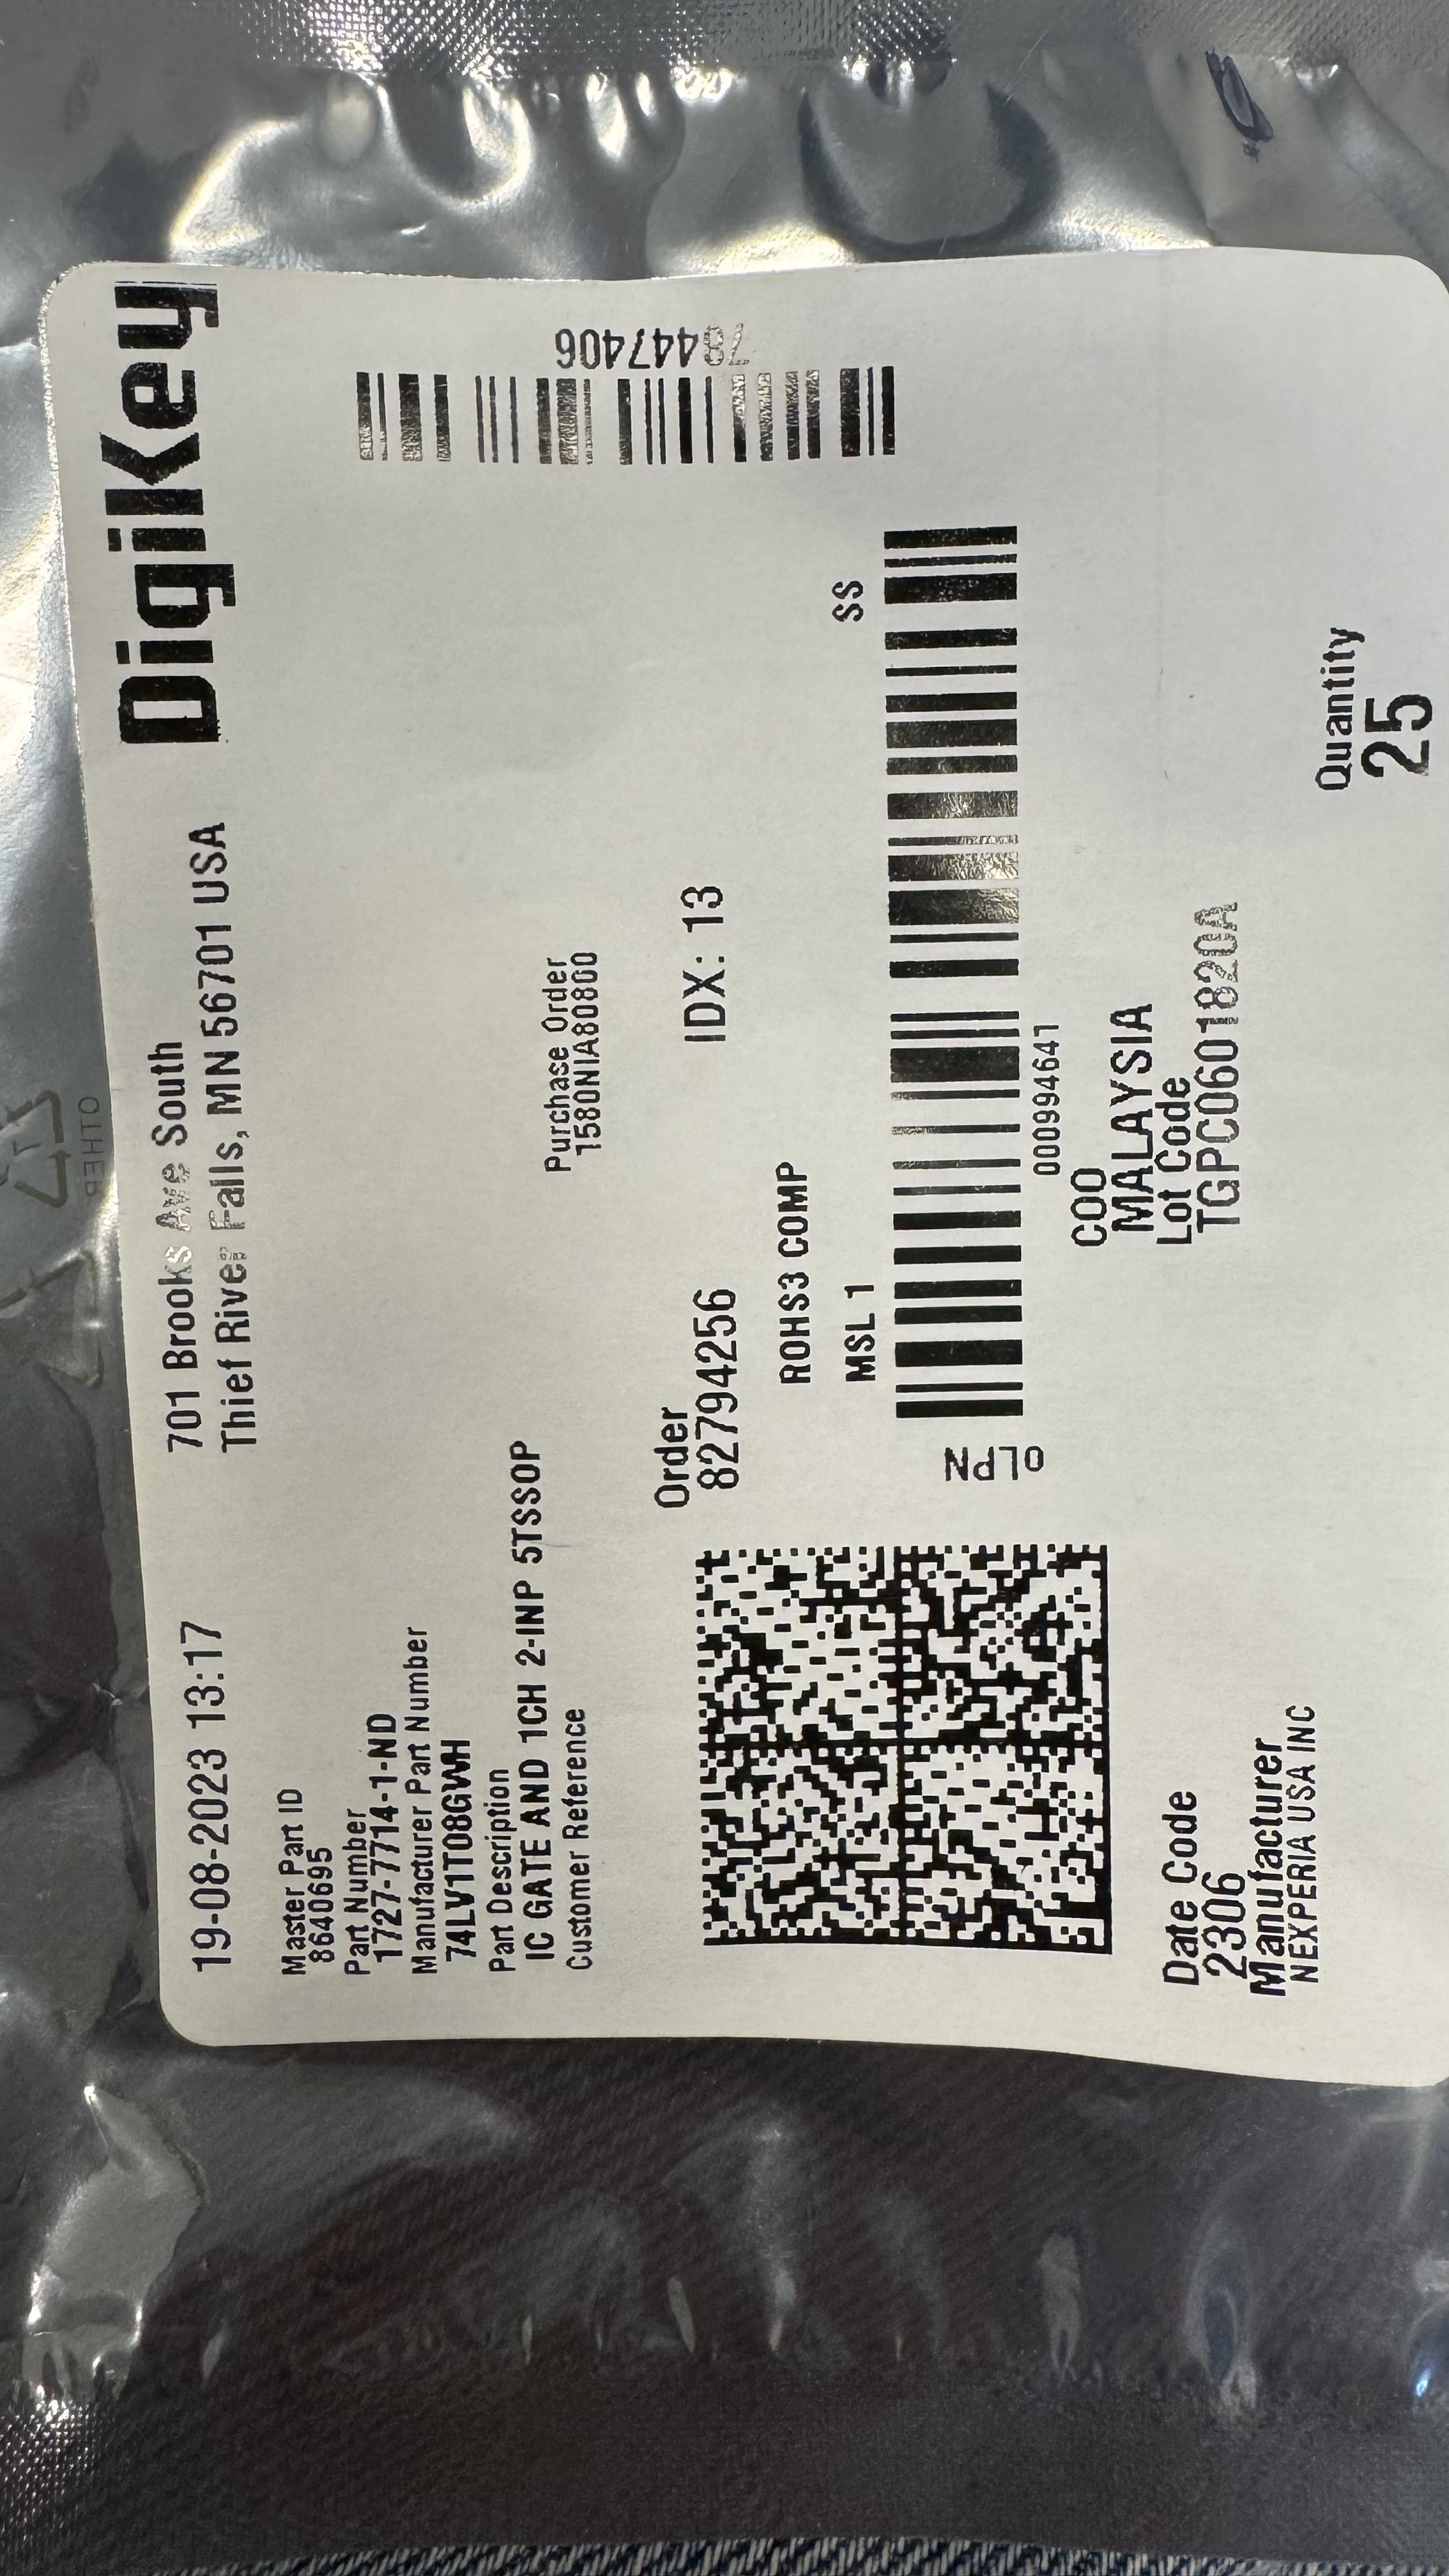 19-08-2023 13:17
701 Brooks Ave South
Thief River Falls, MN 56701 USA
DigiKey
Master Part ID
8640695
Part Number
1727-7714-1-ND
Manufacturer Part Number
74LV1T08GWH
Part Description
IC GATE AND 1CH 2-INP 5TSSOP
Customer Reference
Purchase Order
1580NIA80800
78447406
Order
82794256
IDX: 13
ROHS3 COMP
MSL 1
SS
OLPN
000994641
COO
MALAYSIA
Lot Code
TGPC0601820A
Date Code
2306
Manufacturer
NEXPERIA USA INC
Quantity
25
OTHER